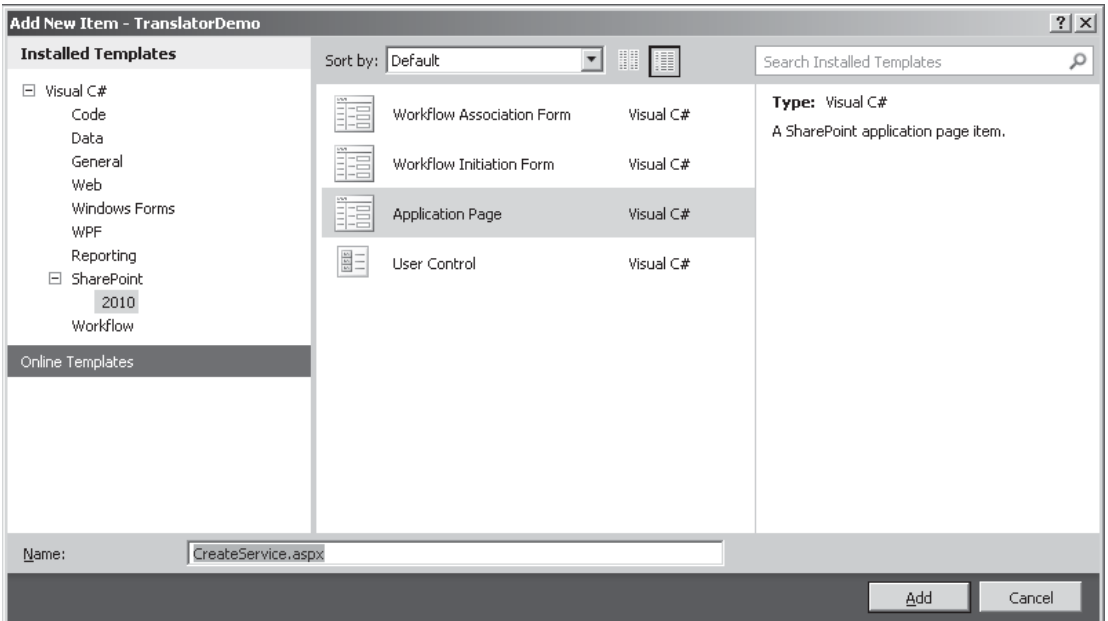 Add New Item - TranslatorDemo
Installed Templates
Sort by: Default
Search Installed Templates
Visual C#
Code
Data
General
Web
Windows Forms
WPF
Reporting
SharePoint
2010
Workflow
Online Templates
Workflow Association Form Visual C#
Workflow Initiation Form Visual C#
Application Page Visual C#
User Control Visual C#
Type: Visual C#
A SharePoint application page item.
Name: CreateService.aspx
Add Cancel